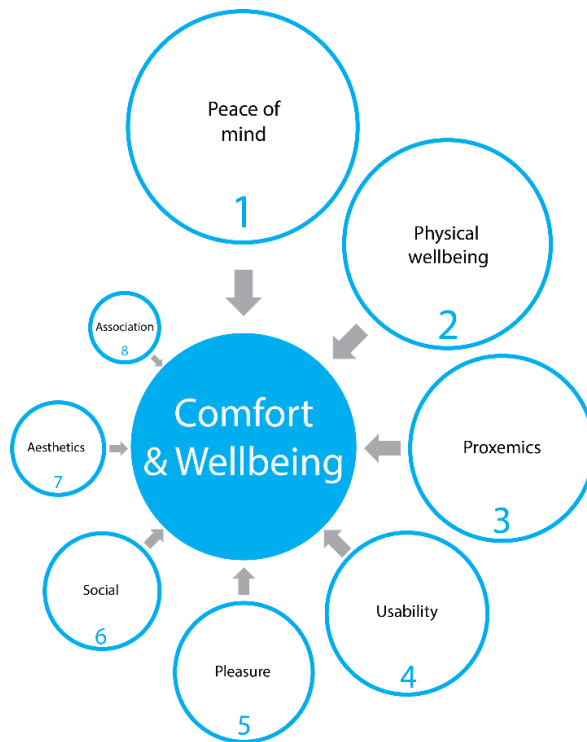 Peace of
mind
1
Physical
wellbeing
2
Proxemics
3
Usability
4
Pleasure
5
Social
6
Aesthetics
7
Association
8
Comfort
& Wellbeing